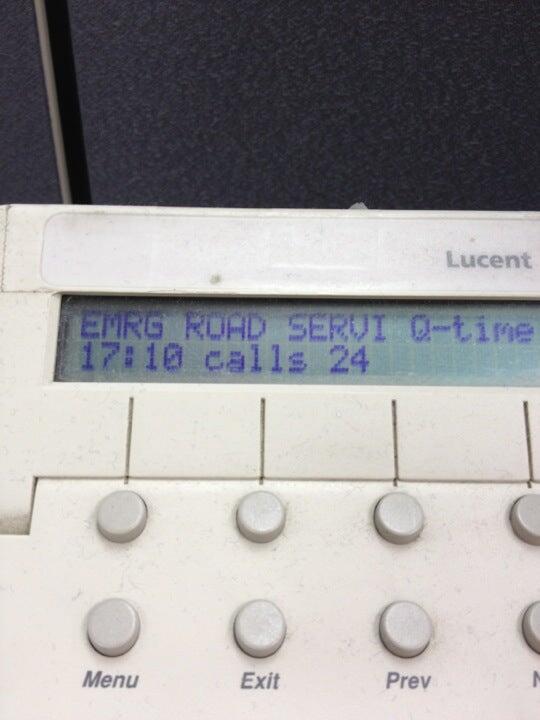 Lucent
EMRG ROAD SERVI Q-time
17:10 calls 24
Menu Exit Prev